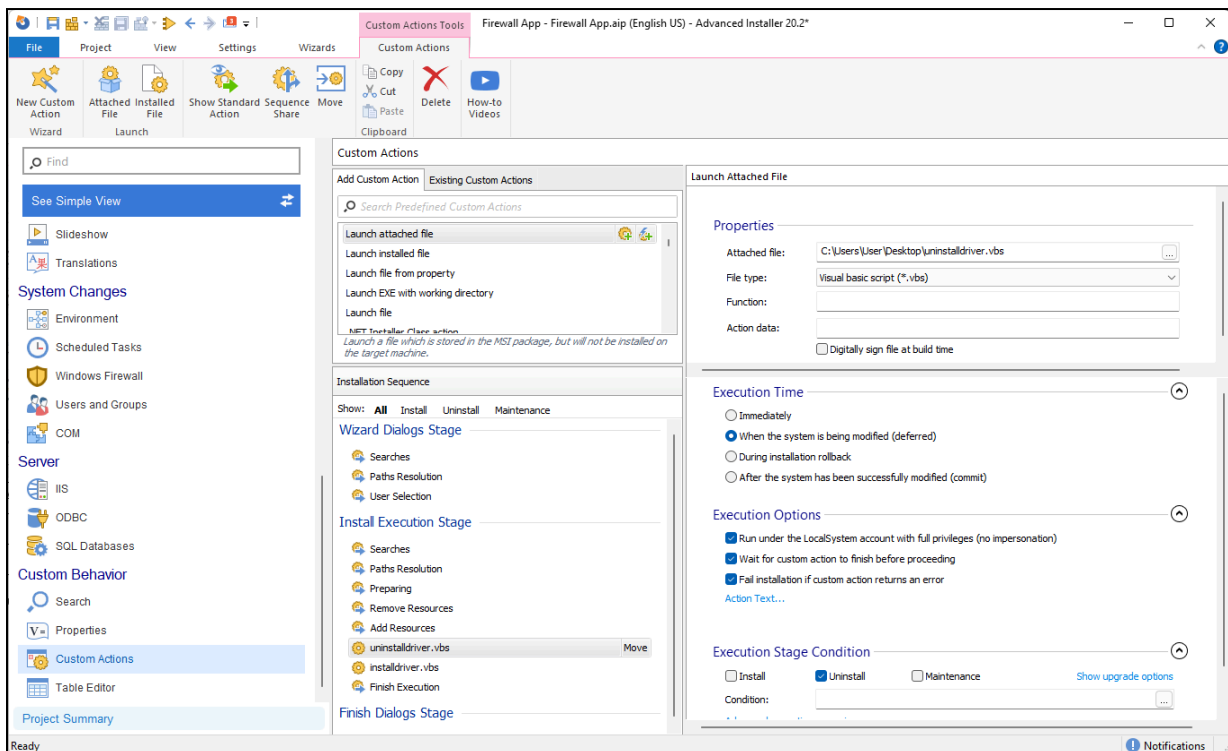 Custom Actions Tools
Firewall App - Firewall App.aip (English US) - Advanced Installer 20.2*
File
Project
View
Settings
Wizards
Custom Actions
New Custom Action
Attached File
Installed File
Show Standard Action
Sequence Share
Move
Copy
Cut
Paste
Delete
How-to Videos
Wizard
Launch
Clipboard
Find
See Simple View
Slideshow
Translations
System Changes
Environment
Scheduled Tasks
Windows Firewall
Users and Groups
COM
Server
IIS
ODBC
SQL Databases
Custom Behavior
Search
Properties
Custom Actions
Table Editor
Project Summary
Custom Actions
Add Custom Action
Existing Custom Actions
Search Predefined Custom Actions
Launch attached file
Launch installed file
Launch file from property
Launch EXE with working directory
Launch file
.NET Installer Class action
Launch a file which is stored in the MSI package, but will not be installed on
the target machine.
Installation Sequence
Show: All Install Uninstall Maintenance
Wizard Dialogs Stage
Searches
Paths Resolution
User Selection
Install Execution Stage
Searches
Paths Resolution
Preparing
Remove Resources
Add Resources
uninstalldriver.vbs Move
installdriver.vbs
Finish Execution
Finish Dialogs Stage
Launch Attached File
Properties
Attached file: C:\Users\User\Desktop\uninstalldriver.vbs ...
File type: Visual basic script (*.vbs)
Function:
Action data:
Digitally sign file at build time
Execution Time
Immediately
When the system is being modified (deferred)
During installation rollback
After the system has been successfully modified (commit)
Execution Options
Run under the LocalSystem account with full privileges (no impersonation)
Wait for custom action to finish before proceeding
Fail installation if custom action returns an error
Action Text...
Execution Stage Condition
Install Uninstall Maintenance Show upgrade options
Condition: ...
Ready
Notifications